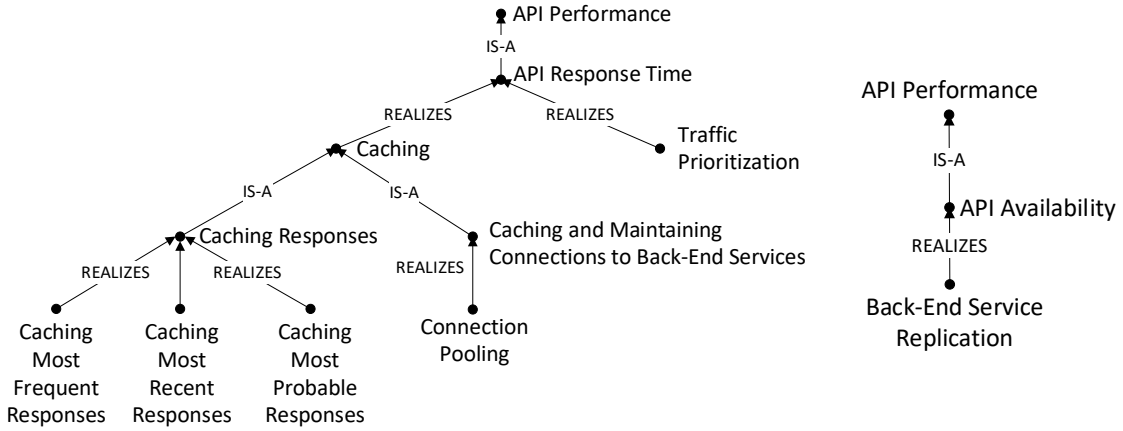 API Performance
IS-A
API Response Time
REALIZES
REALIZES
Caching
Traffic
Prioritization
IS-A
IS-A
Caching Responses
Caching and Maintaining
Connections to Back-End Services
REALIZES
REALIZES
REALIZES
Caching
Most
Frequent
Responses
Caching
Most
Recent
Responses
Caching
Most
Probable
Responses
Connection
Pooling
API Performance
IS-A
API Availability
REALIZES
Back-End Service
Replication